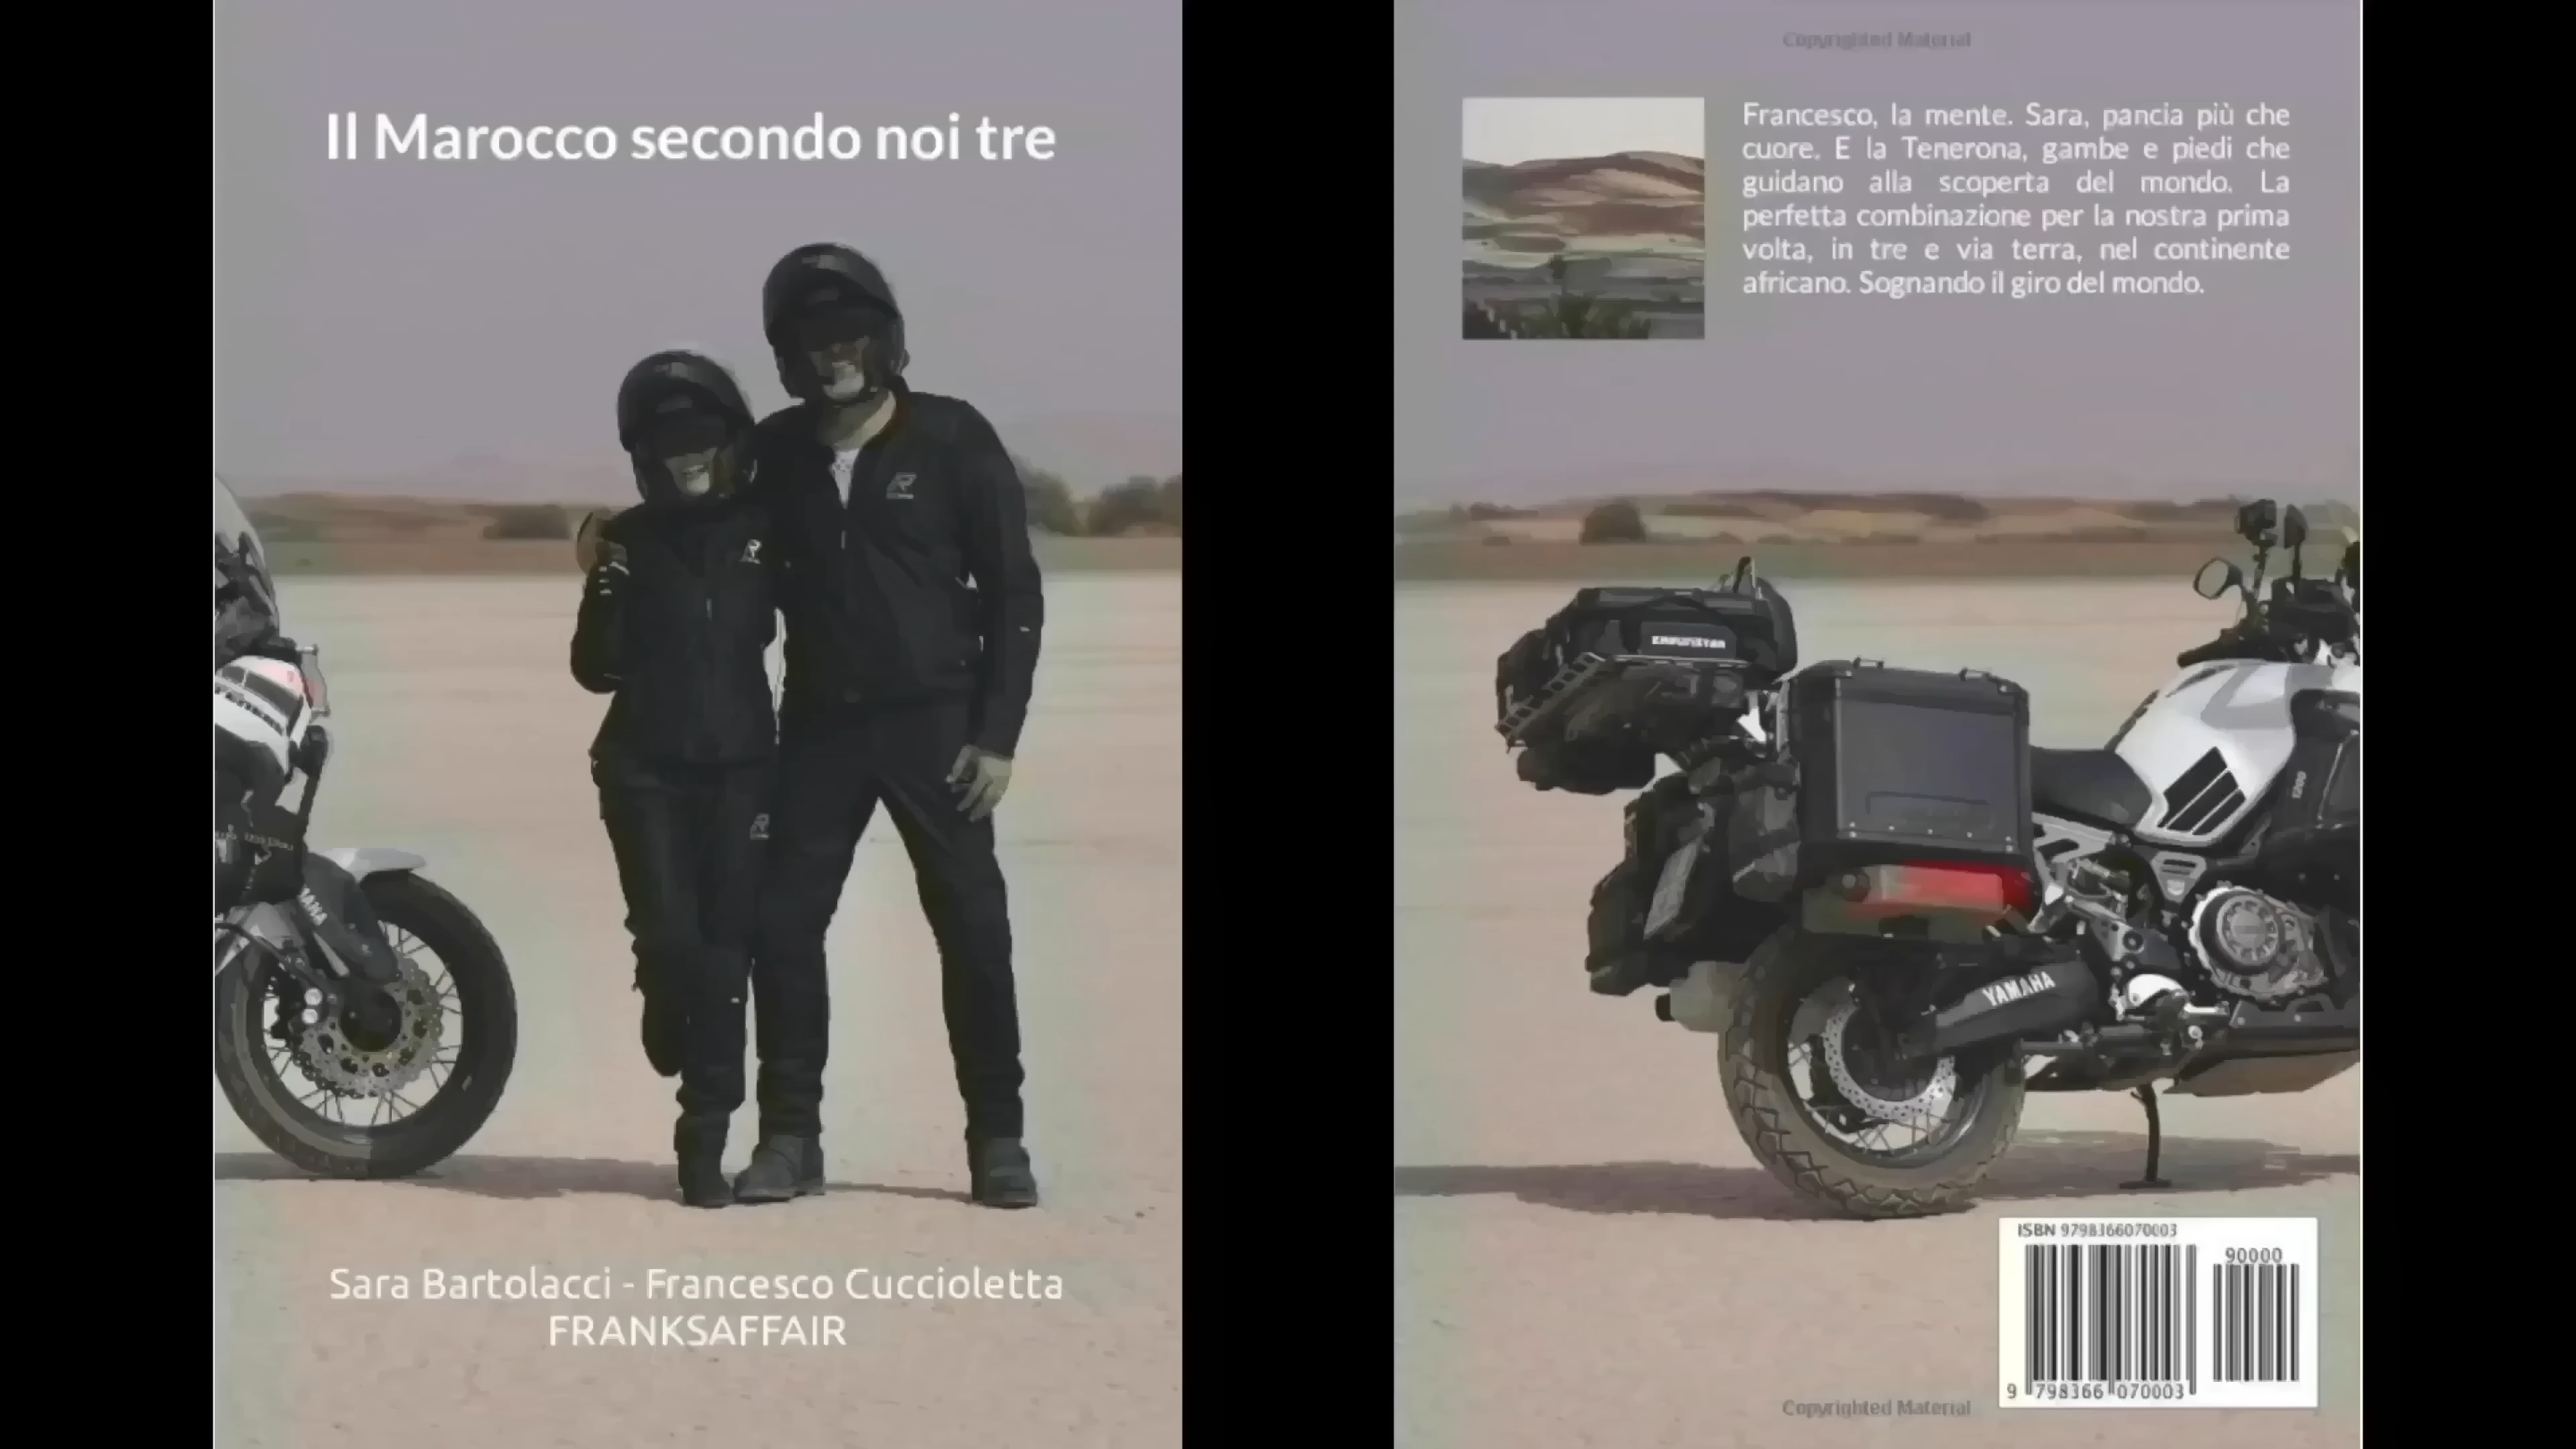 Il Marocco secondo noi tre
Sara Bartolacci - Francesco Cuccioletta
FRANKSAFFAIR
Copyrighted Material
Francesco, la mente. Sara, pancia più che
cuore. E la Tenerona, gambe e piedi che
guidano alla scoperta del mondo. La
perfetta combinazione per la nostra prima
volta, in tre e via terra, nel continente
africano. Sognando il giro del mondo.
1200
YAMAHA
ISBN 9798366070003
90000
9 798366 070003
Copyrighted Material